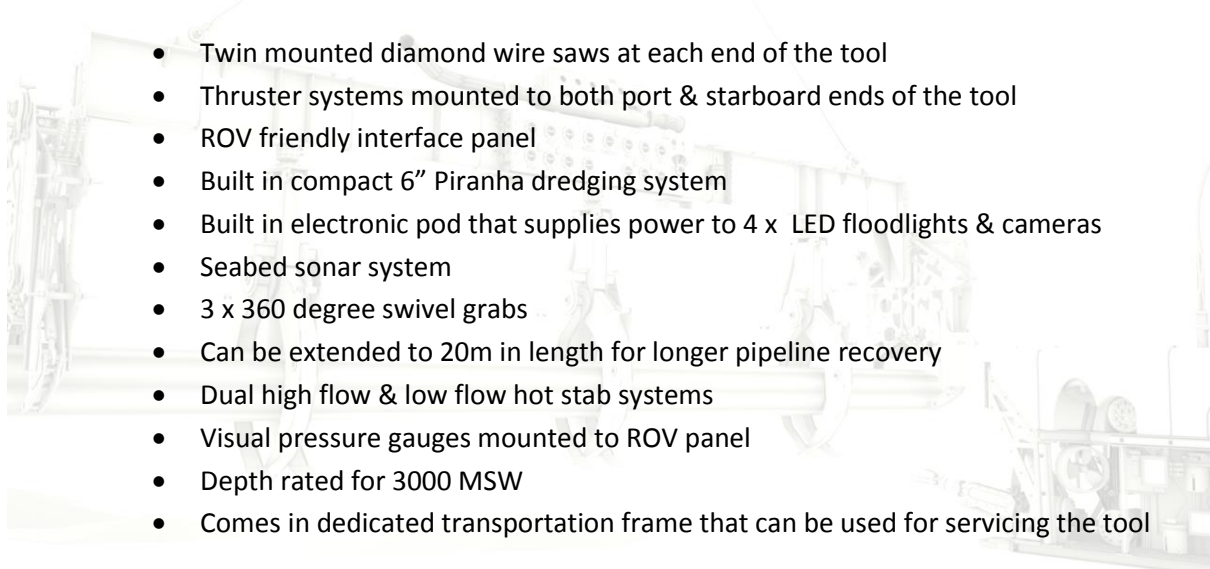 • Twin mounted diamond wire saws at each end of the tool
• Thruster systems mounted to both port & starboard ends of the tool
• ROV friendly interface panel
• Built in compact 6” Piranha dredging system
• Built in electronic pod that supplies power to 4 x  LED floodlights & cameras
• Seabed sonar system
• 3 x 360 degree swivel grabs
• Can be extended to 20m in length for longer pipeline recovery
• Dual high flow & low flow hot stab systems
• Visual pressure gauges mounted to ROV panel
• Depth rated for 3000 MSW
• Comes in dedicated transportation frame that can be used for servicing the tool